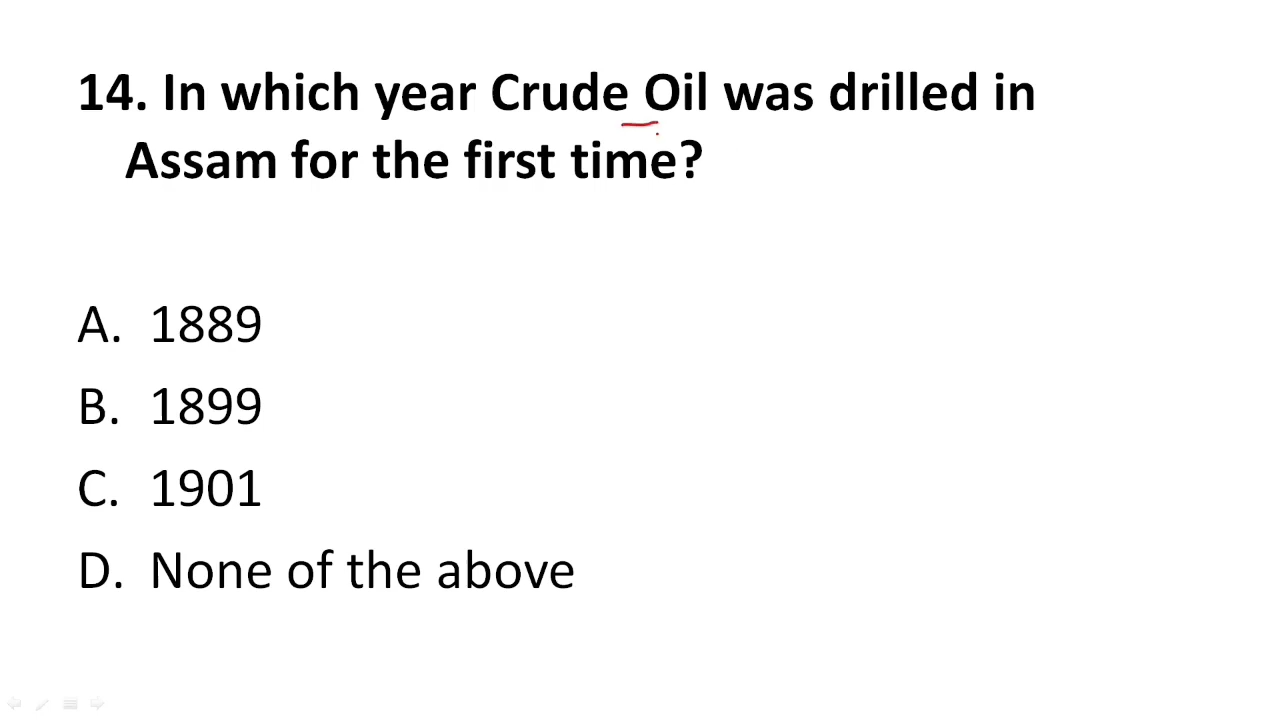 14. In which year Crude Oil was drilled in
Assam for the first time?
A. 1889
B. 1899
C. 1901
D. None of the above